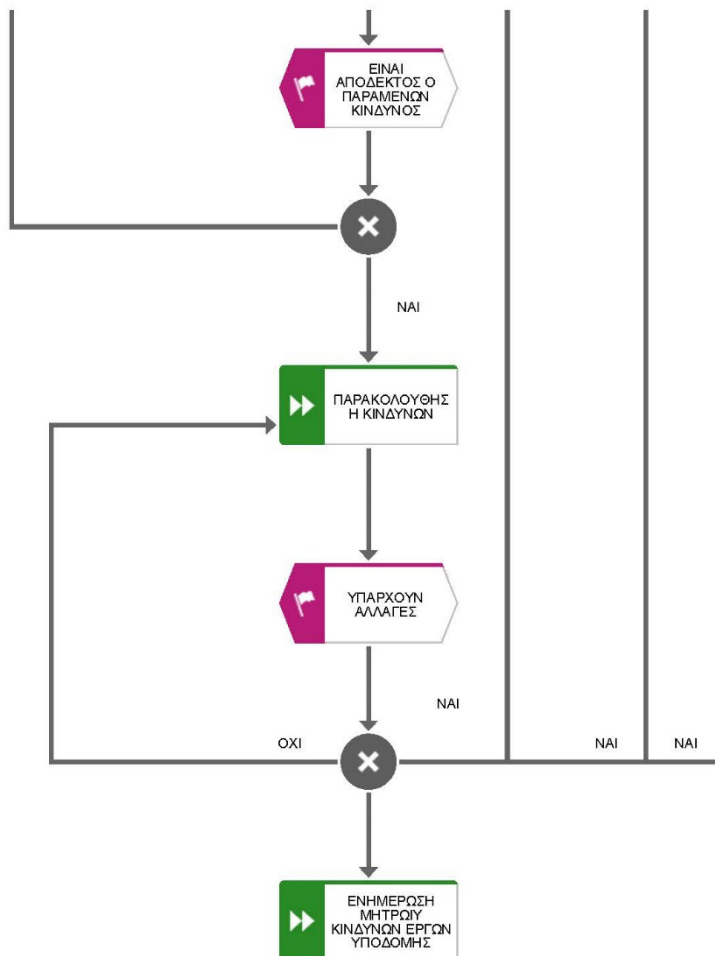 ΕΙΝΑΙ
ΑΠΟΔΕΚΤΟΣ Ο
ΠΑΡΑΜΕΝΩΝ
ΚΙΝΔΥΝΟΣ
ΝΑΙ
ΠΑΡΑΚΟΛΟΥΘΗΣ
Η ΚΙΝΔΥΝΩΝ
ΥΠΑΡΧΟΥΝ
ΑΛΛΑΓΕΣ
ΝΑΙ
ΟΧΙ
ΝΑΙ
ΝΑΙ
ΕΝΗΜΕΡΩΣΗ
ΜΗΤΡΩΙΥ
ΚΙΝΔΥΝΩΝ ΕΡΓΩΝ
ΥΠΟΔΟΜΗΣ